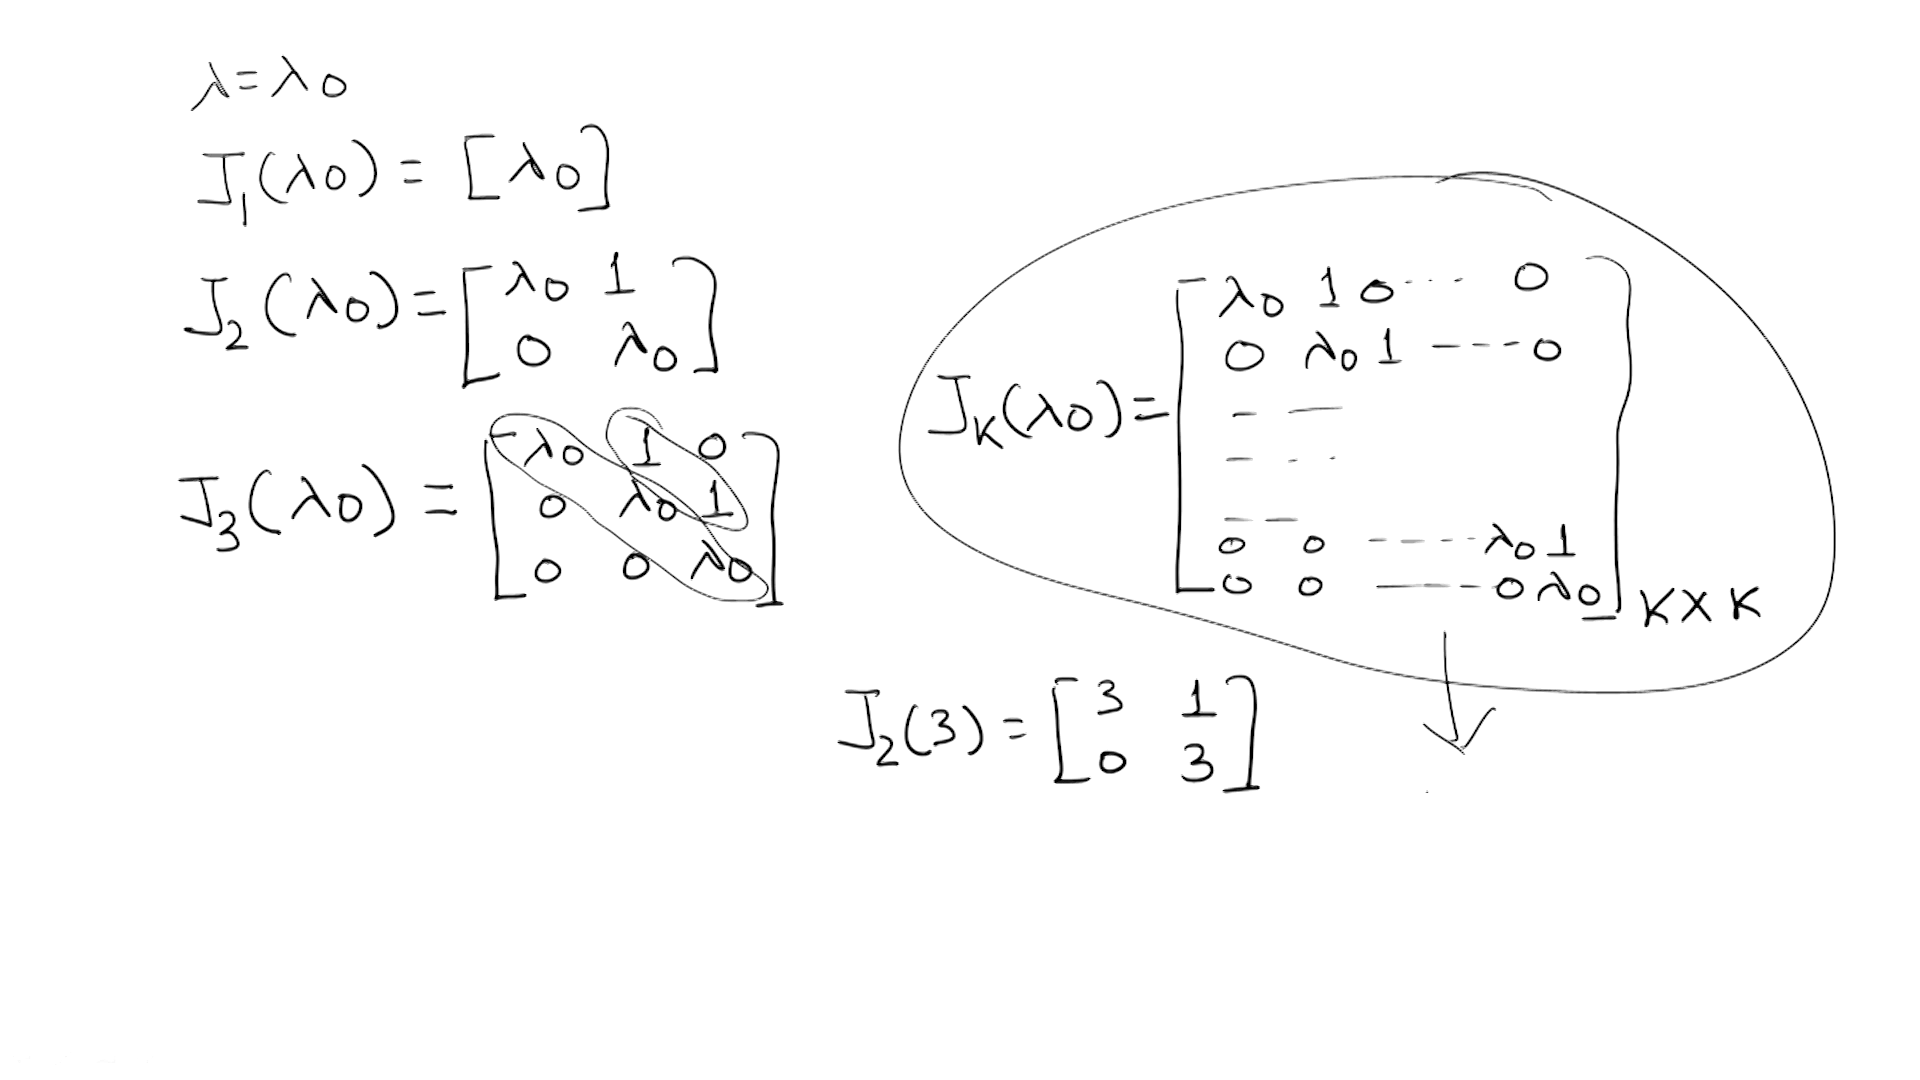 λ=λ0
J1(λ0) = [λ0]
J2(λ0) = [λ0 1
0 λ0]
J3(λ0) = [λ0 1 0
0 λ0 1
0 0 λ0]
JK(λ0) = [λ0 1 0 ---- 0
0 λ0 1 ---- 0
- --
- - -
- -
0 0 ----- λ0 1
0 0 ---- 0 λ0] K X K
J2(3) = [3 1
0 3]